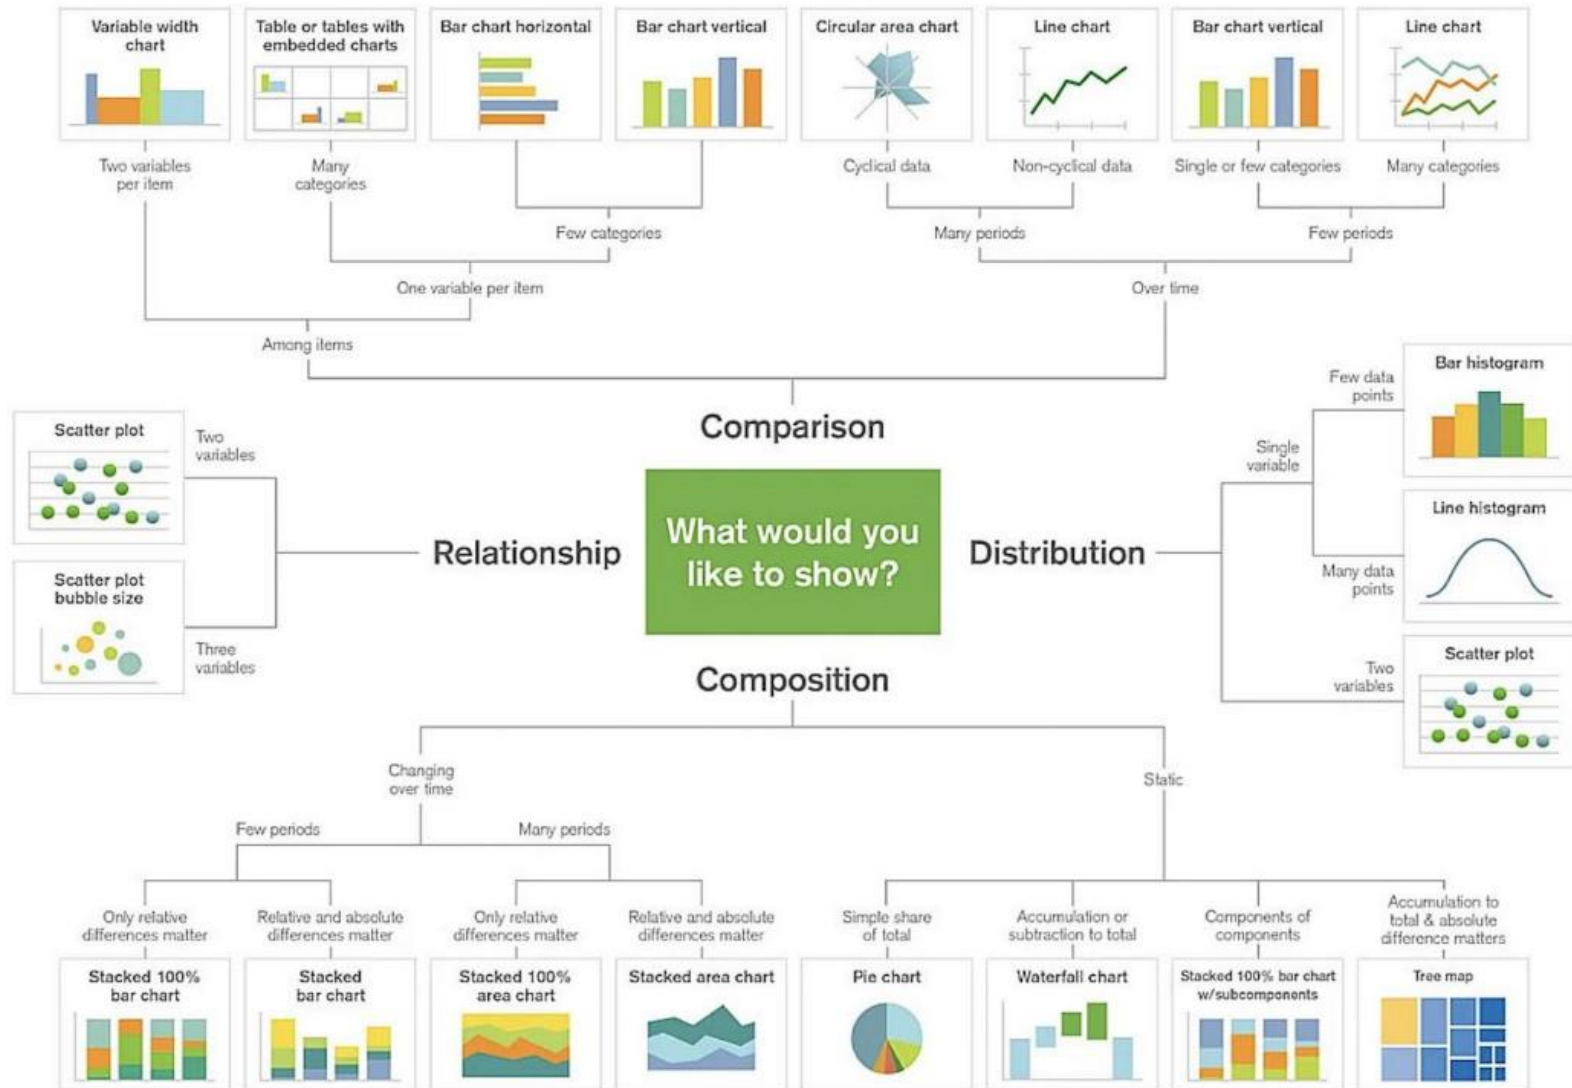 Variable width
chart
Table or tables with
embedded charts
Bar chart horizontal
Bar chart vertical
Circular area chart
Line chart
Bar chart vertical
Line chart
Two variables
per item
Many
categories
Cyclical data
Non-cyclical data
Single or few categories
Many categories
Few categories
Many periods
Few periods
One variable per item
Over time
Among items
Comparison
Scatter plot
Two
variables
Relationship
Scatter plot
bubble size
Three
variables
What would you
like to show?
Distribution
Single
variable
Few data
points
Bar histogram
Line histogram
Many data
points
Two
variables
Scatter plot
Composition
Changing
over time
Static
Few periods
Many periods
Only relative
differences matter
Relative and absolute
differences matter
Only relative
differences matter
Relative and absolute
differences matter
Simple share
of total
Accumulation or
subtraction to total
Components of
components
Accumulation to
total & absolute
difference matters
Stacked 100%
bar chart
Stacked
bar chart
Stacked 100%
area chart
Stacked area chart
Pie chart
Waterfall chart
Stacked 100% bar chart
w/subcomponents
Tree map